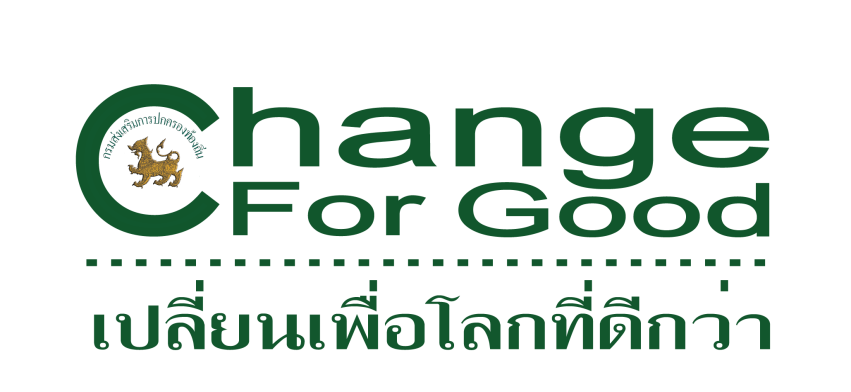 กรมส่งเสริมการปกครองท้องถิ่น
Change
For Good
เปลี่ยนเพื่อโลกที่ดีกว่า